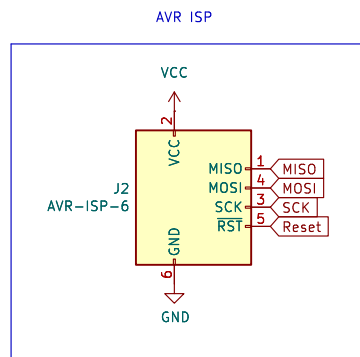 AVR ISP
VCC
2
VCC
MISO 1 MISO
J2 MOSI 4 MOSI
AVR-ISP-6 SCK 3 SCK
RST 5 Reset
GND
6
GND